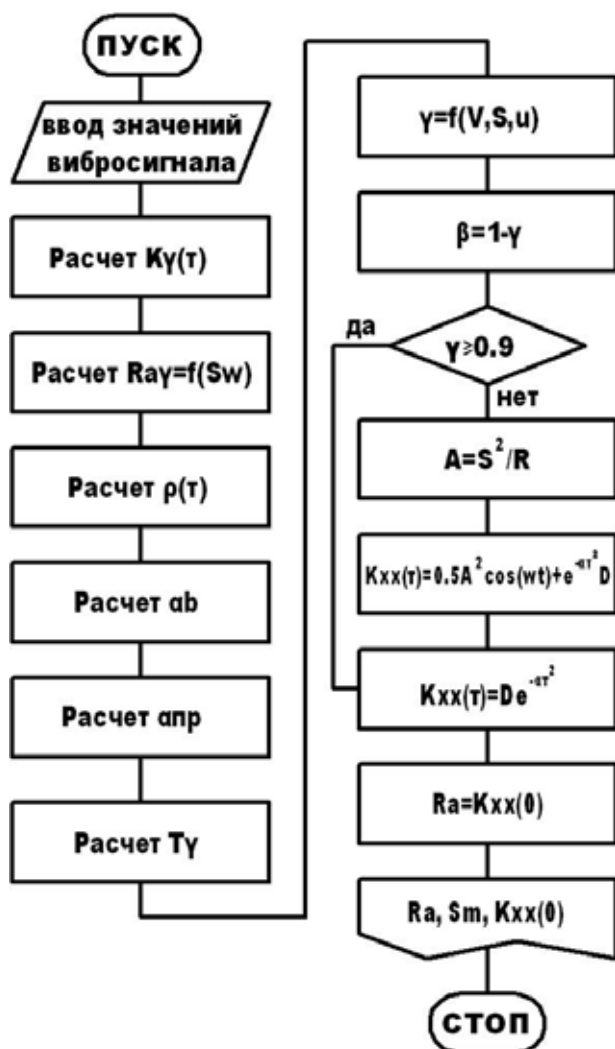 ПУСК
ввод значений
вибросигнала
Расчет Kγ(τ)
Расчет Raγ=f(Sw)
Расчет ρ(τ)
Расчет αb
Расчет αпр
Расчет Tγ
γ=f(V,S,u)
β=1-γ
да
γ≥0.9
нет
A=S²/R
Kxx(τ)=0.5A²cos(wt)+e^-ατ² D
Kxx(τ)=De^-ατ²
Ra=Kxx(0)
Ra, Sm, Kxx(0)
СТОП